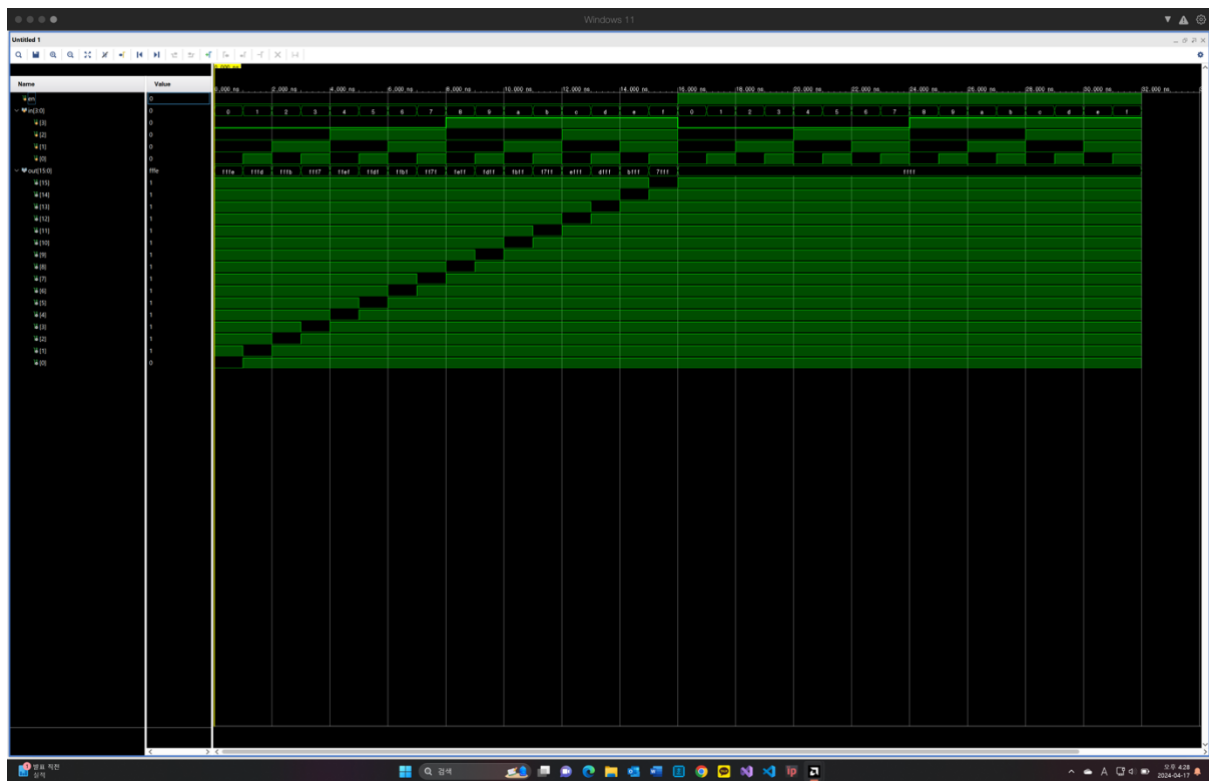 Windows 11
Untitled 1
Name Value
0.000 ns
0.000 ns 2.000 ns 4.000 ns 6.000 ns 8.000 ns 10.000 ns 12.000 ns 14.000 ns 16.000 ns 18.000 ns 20.000 ns 22.000 ns 24.000 ns 26.000 ns 28.000 ns 30.000 ns 32.000 ns
en 0
in[3:0] 0 0 1 2 3 4 5 6 7 8 9 a b c d e f 0 1 2 3 4 5 6 7 8 9 a b c d e f
[3] 0
[2] 0
[1] 0
[0] 0
out[15:0] fffe fffe fffd fffb fff7 ffef ffdf ffbf ff7f feff fdff fbff f7ff efff dfff bfff 7fff ffff
[15] 1
[14] 1
[13] 1
[12] 1
[11] 1
[10] 1
[9] 1
[8] 1
[7] 1
[6] 1
[5] 1
[4] 1
[3] 1
[2] 1
[1] 1
[0] 0
발표 직전
검색
A
오후 4:28
2024-04-17